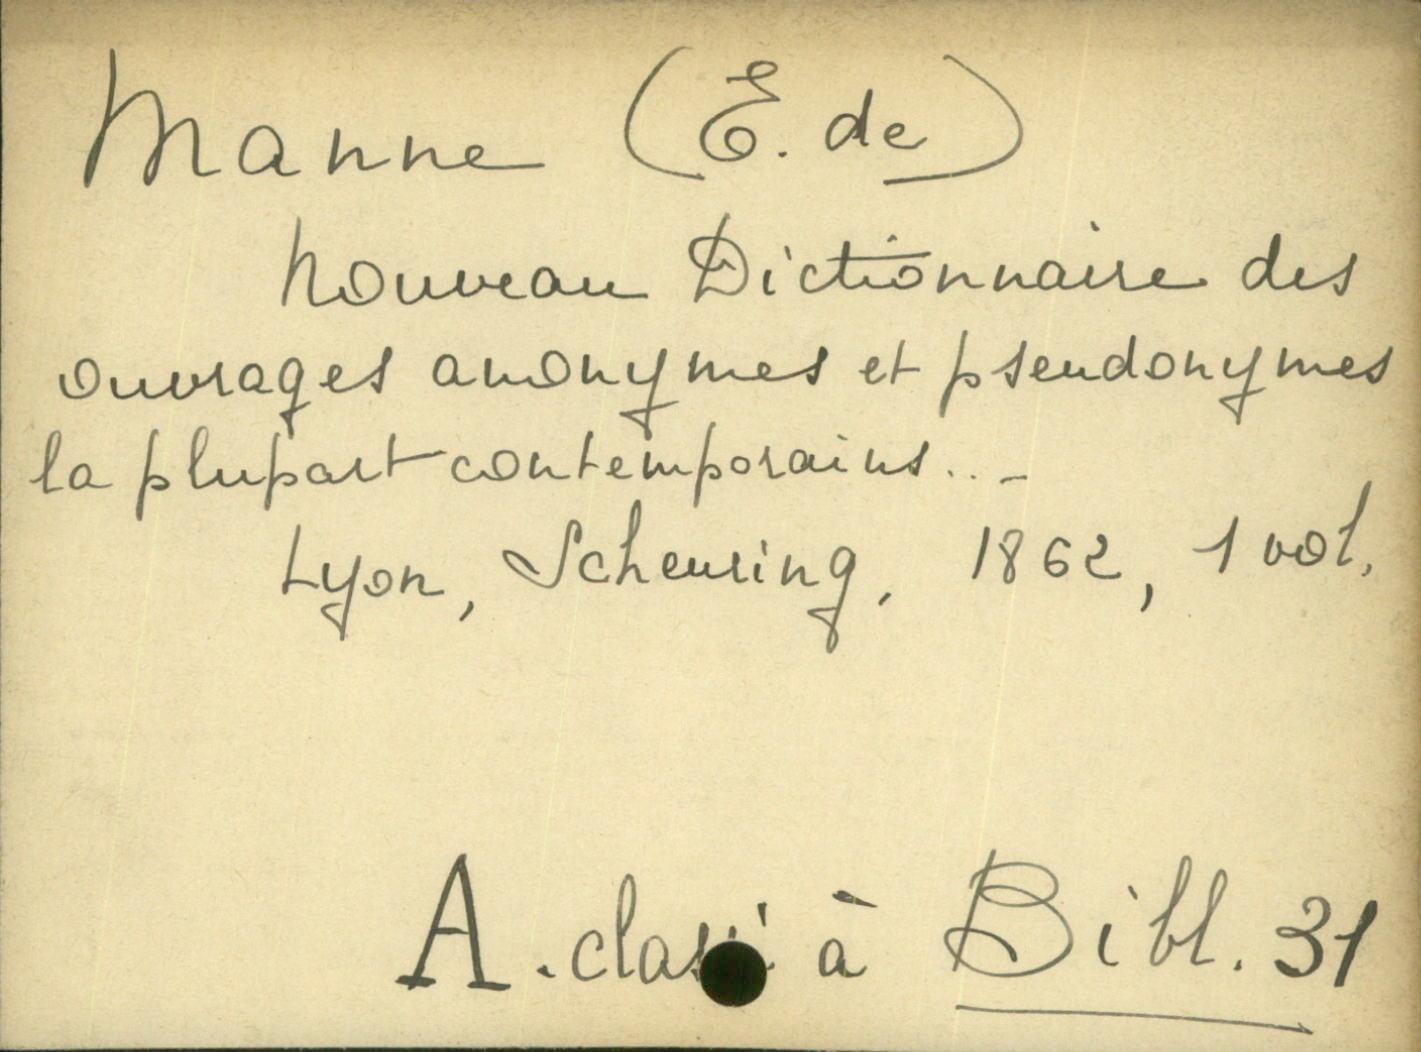 Manne (E. de)
Nouveau Dictionnaire des
ouvrages anonymes et pseudonymes
la plupart contemporains...
Lyon, Scheuring, 1862, 1 vol.
A. classé à Bibl. 31